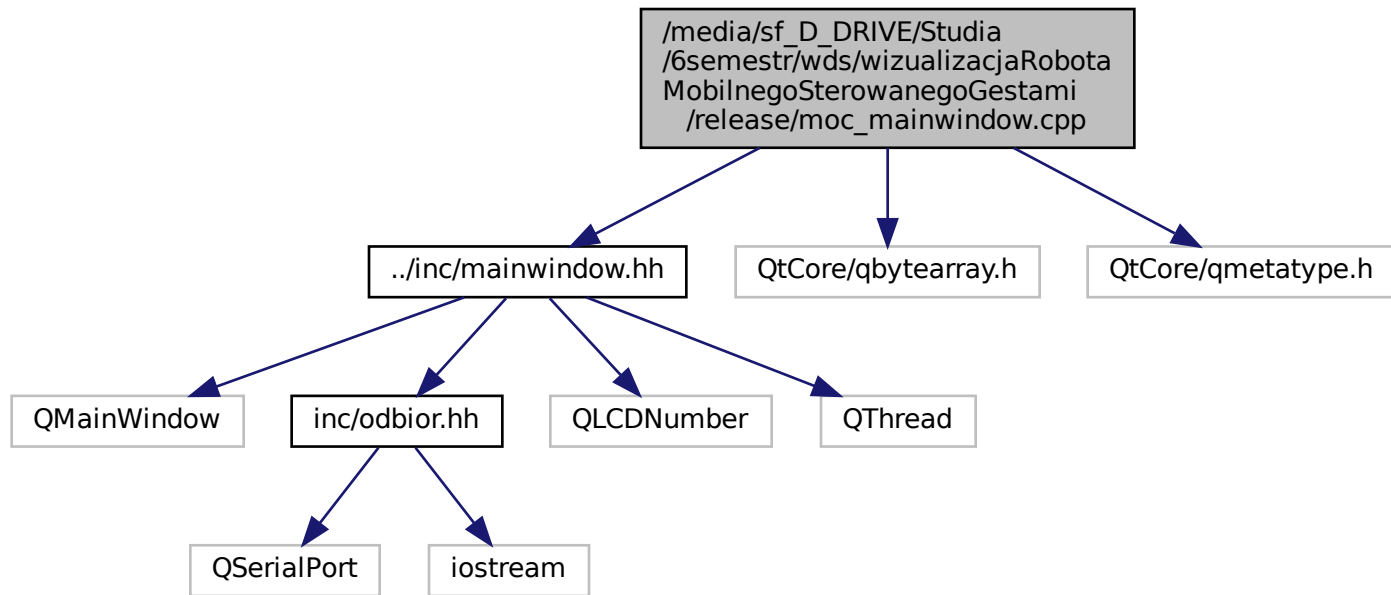 /media/sf_D_DRIVE/Studia
/6semestr/wds/wizualizacjaRobota
MobilnegoSterowanegoGestami
/release/moc_mainwindow.cpp
../inc/mainwindow.hh
QtCore/qbytearray.h
QtCore/qmetatype.h
QMainWindow
inc/odbior.hh
QLCDNumber
QThread
QSerialPort
iostream